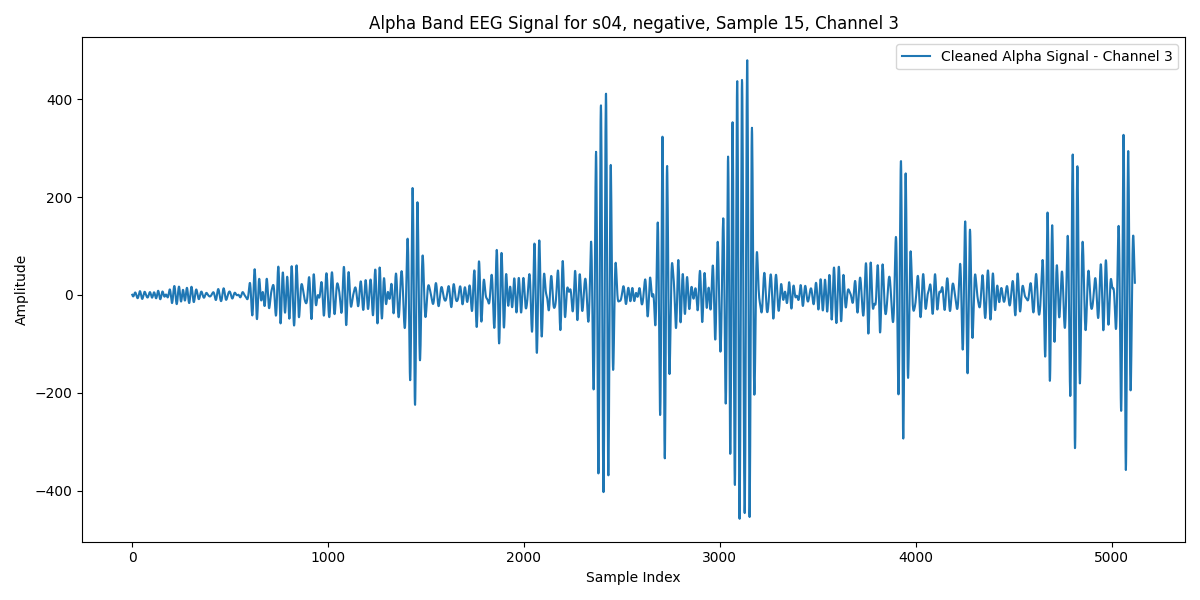 Alpha Band EEG Signal for s04, negative, Sample 15, Channel 3
Cleaned Alpha Signal - Channel 3
Amplitude
400
200
0
−200
−400
0 1000 2000 3000 4000 5000
Sample Index